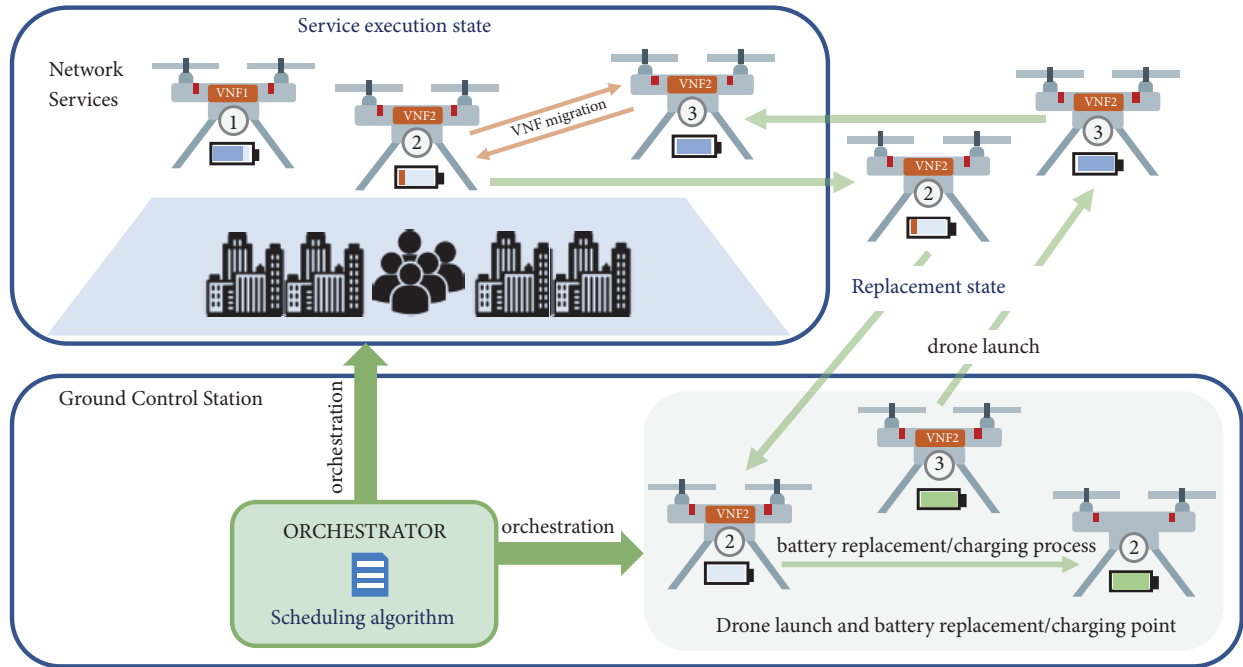 Service execution state
Network
Services
VNF1
1
VNF2
2
VNF migration
VNF2
3
VNF2
3
VNF2
2
Replacement state
drone launch
Ground Control Station
orchestration
ORCHESTRATOR
Scheduling algorithm
orchestration
VNF2
3
VNF2
2
battery replacement/charging process
2
Drone launch and battery replacement/charging point